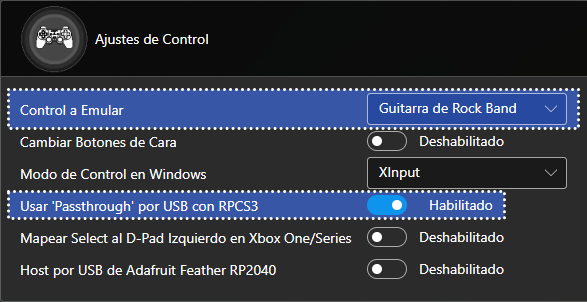 Ajustes de Control
Control a Emular Guitarra de Rock Band
Cambiar Botones de Cara Deshabilitado
Modo de Control en Windows XInput
Usar 'Passthrough' por USB con RPCS3 Habilitado
Mapear Select al D-Pad Izquierdo en Xbox One/Series Deshabilitado
Host por USB de Adafruit Feather RP2040 Deshabilitado